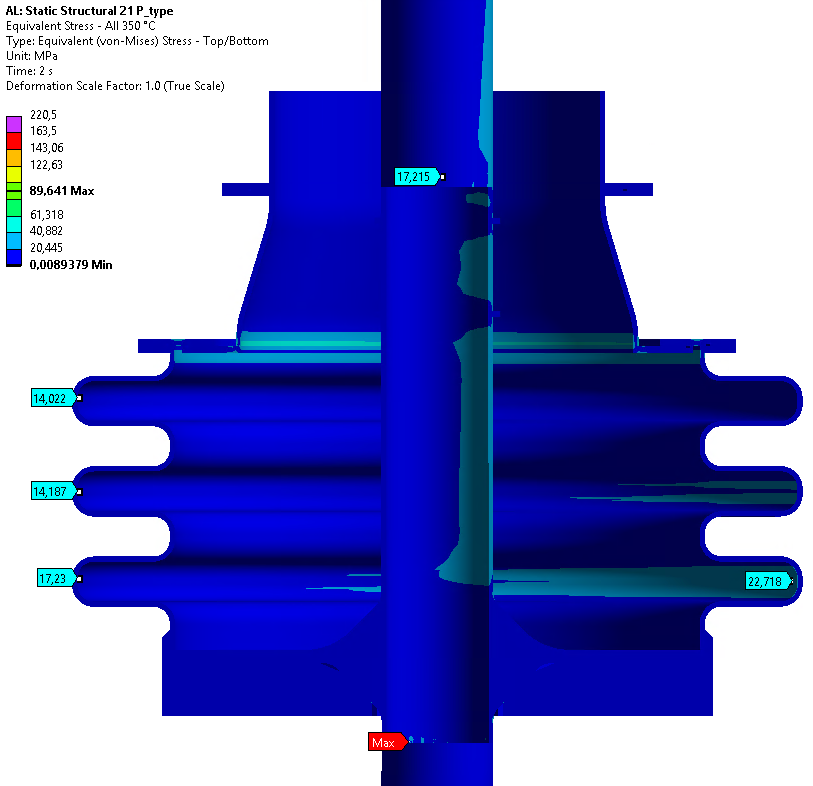 AL: Static Structural 21 P_type
Equivalent Stress - All 350 °C
Type: Equivalent (von-Mises) Stress - Top/Bottom
Unit: MPa
Time: 2 s
Deformation Scale Factor: 1.0 (True Scale)
220,5
163,5
143,06
122,63
89,641 Max
61,318
40,882
20,445
0,0089379 Min
17,215
14,022
14,187
17,23
22,718
Max